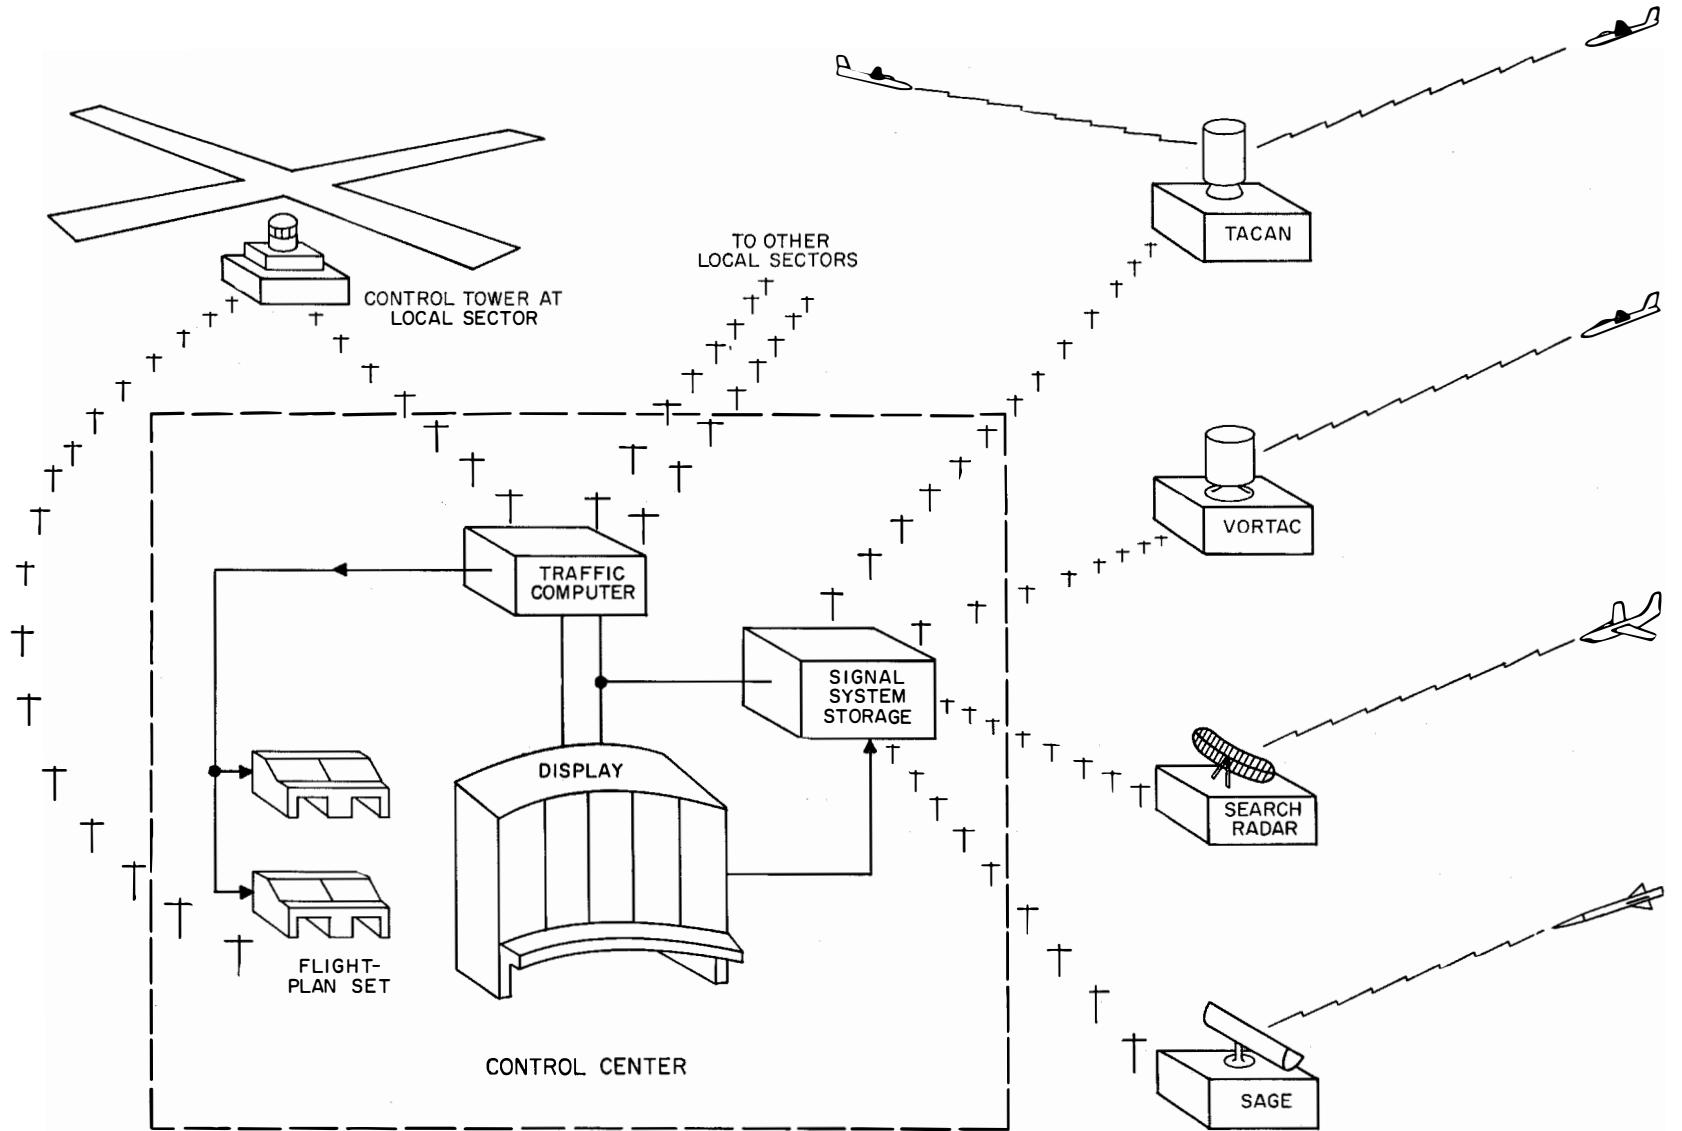 TO OTHER
LOCAL SECTORS
TACAN
CONTROL TOWER AT
LOCAL SECTOR
VORTAC
TRAFFIC
COMPUTER
SIGNAL
SYSTEM
STORAGE
DISPLAY
SEARCH
RADAR
FLIGHT-
PLAN SET
CONTROL CENTER
SAGE